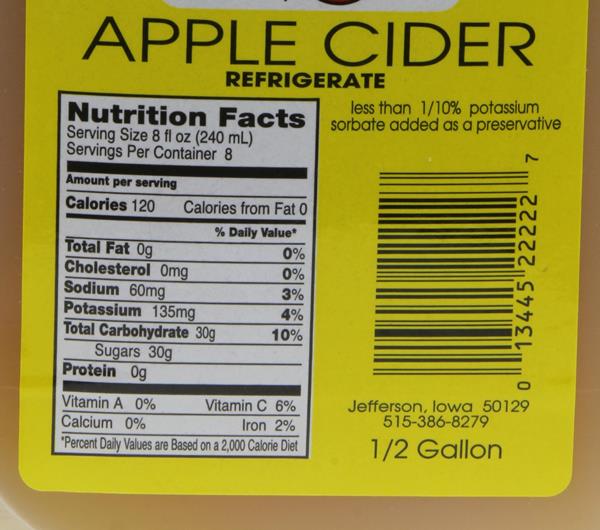 APPLE CIDER
REFRIGERATE
Nutrition Facts
Serving Size 8 fl oz (240 mL)
Servings Per Container 8
Amount per serving
Calories 120 Calories from Fat 0
% Daily Value*
Total Fat 0g 0%
Cholesterol 0mg 0%
Sodium 60mg 3%
Potassium 135mg 4%
Total Carbohydrate 30g 10%
Sugars 30g
Protein 0g
Vitamin A 0% Vitamin C 6%
Calcium 0% Iron 2%
*Percent Daily Values are Based on a 2,000 Calorie Diet
less than 1/10% potassium
sorbate added as a preservative
0 13445 22222 7
Jefferson, Iowa 50129
515-386-8279
1/2 Gallon